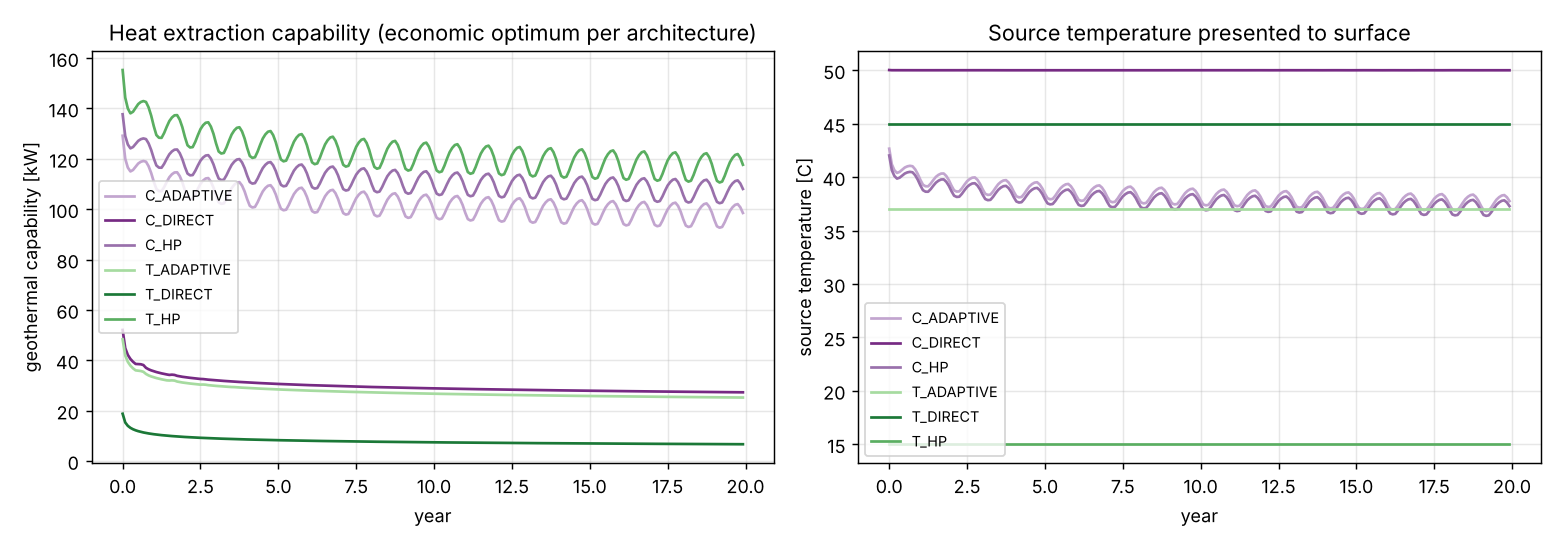 Heat extraction capability (economic optimum per architecture)
geothermal capability [kW]
160
140
120
100
80
60
40
20
0
C_ADAPTIVE
C_DIRECT
C_HP
T_ADAPTIVE
T_DIRECT
T_HP
0.0 2.5 5.0 7.5 10.0 12.5 15.0 17.5 20.0
year
Source temperature presented to surface
source temperature [C]
50
45
40
35
30
25
20
15
C_ADAPTIVE
C_DIRECT
C_HP
T_ADAPTIVE
T_DIRECT
T_HP
0.0 2.5 5.0 7.5 10.0 12.5 15.0 17.5 20.0
year